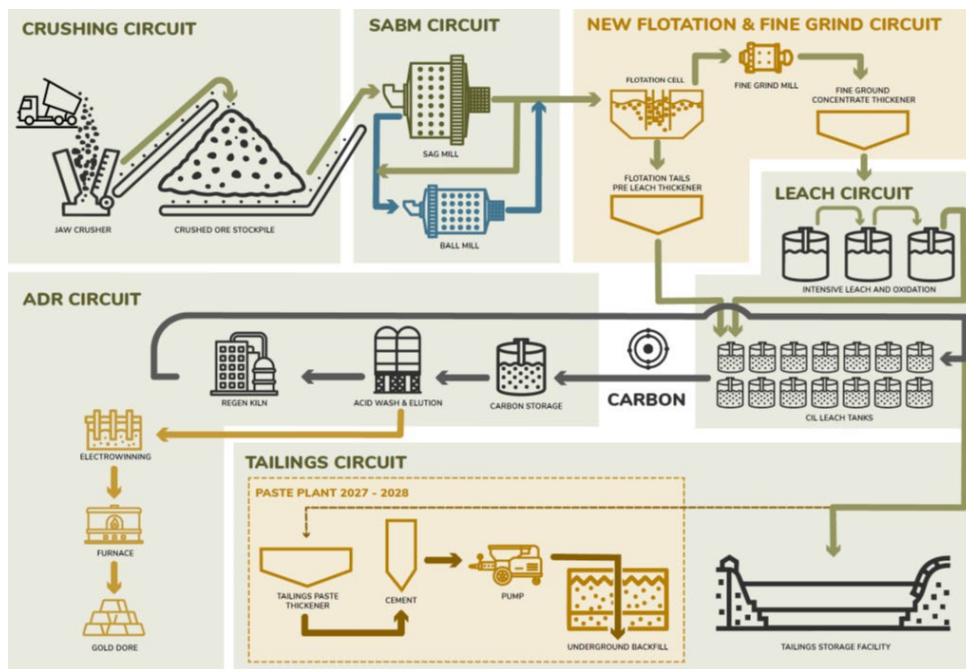 CRUSHING CIRCUIT
JAW CRUSHER
CRUSHED ORE STOCKPILE
SABM CIRCUIT
SAG MILL
BALL MILL
NEW FLOTATION & FINE GRIND CIRCUIT
FLOTATION CELL
FINE GRIND MILL
FINE GROUND
CONCENTRATE THICKENER
FLOTATION TAILS
PRE LEACH THICKENER
LEACH CIRCUIT
INTENSIVE LEACH AND OXIDATION
CIL LEACH TANKS
ADR CIRCUIT
REGEN KILN
ACID WASH & ELUTION
CARBON STORAGE
CARBON
ELECTROWINNING
FURNACE
GOLD DORE
TAILINGS CIRCUIT
PASTE PLANT 2027 - 2028
TAILINGS PASTE
THICKENER
CEMENT
PUMP
UNDERGROUND BACKFILL
TAILINGS STORAGE FACILITY